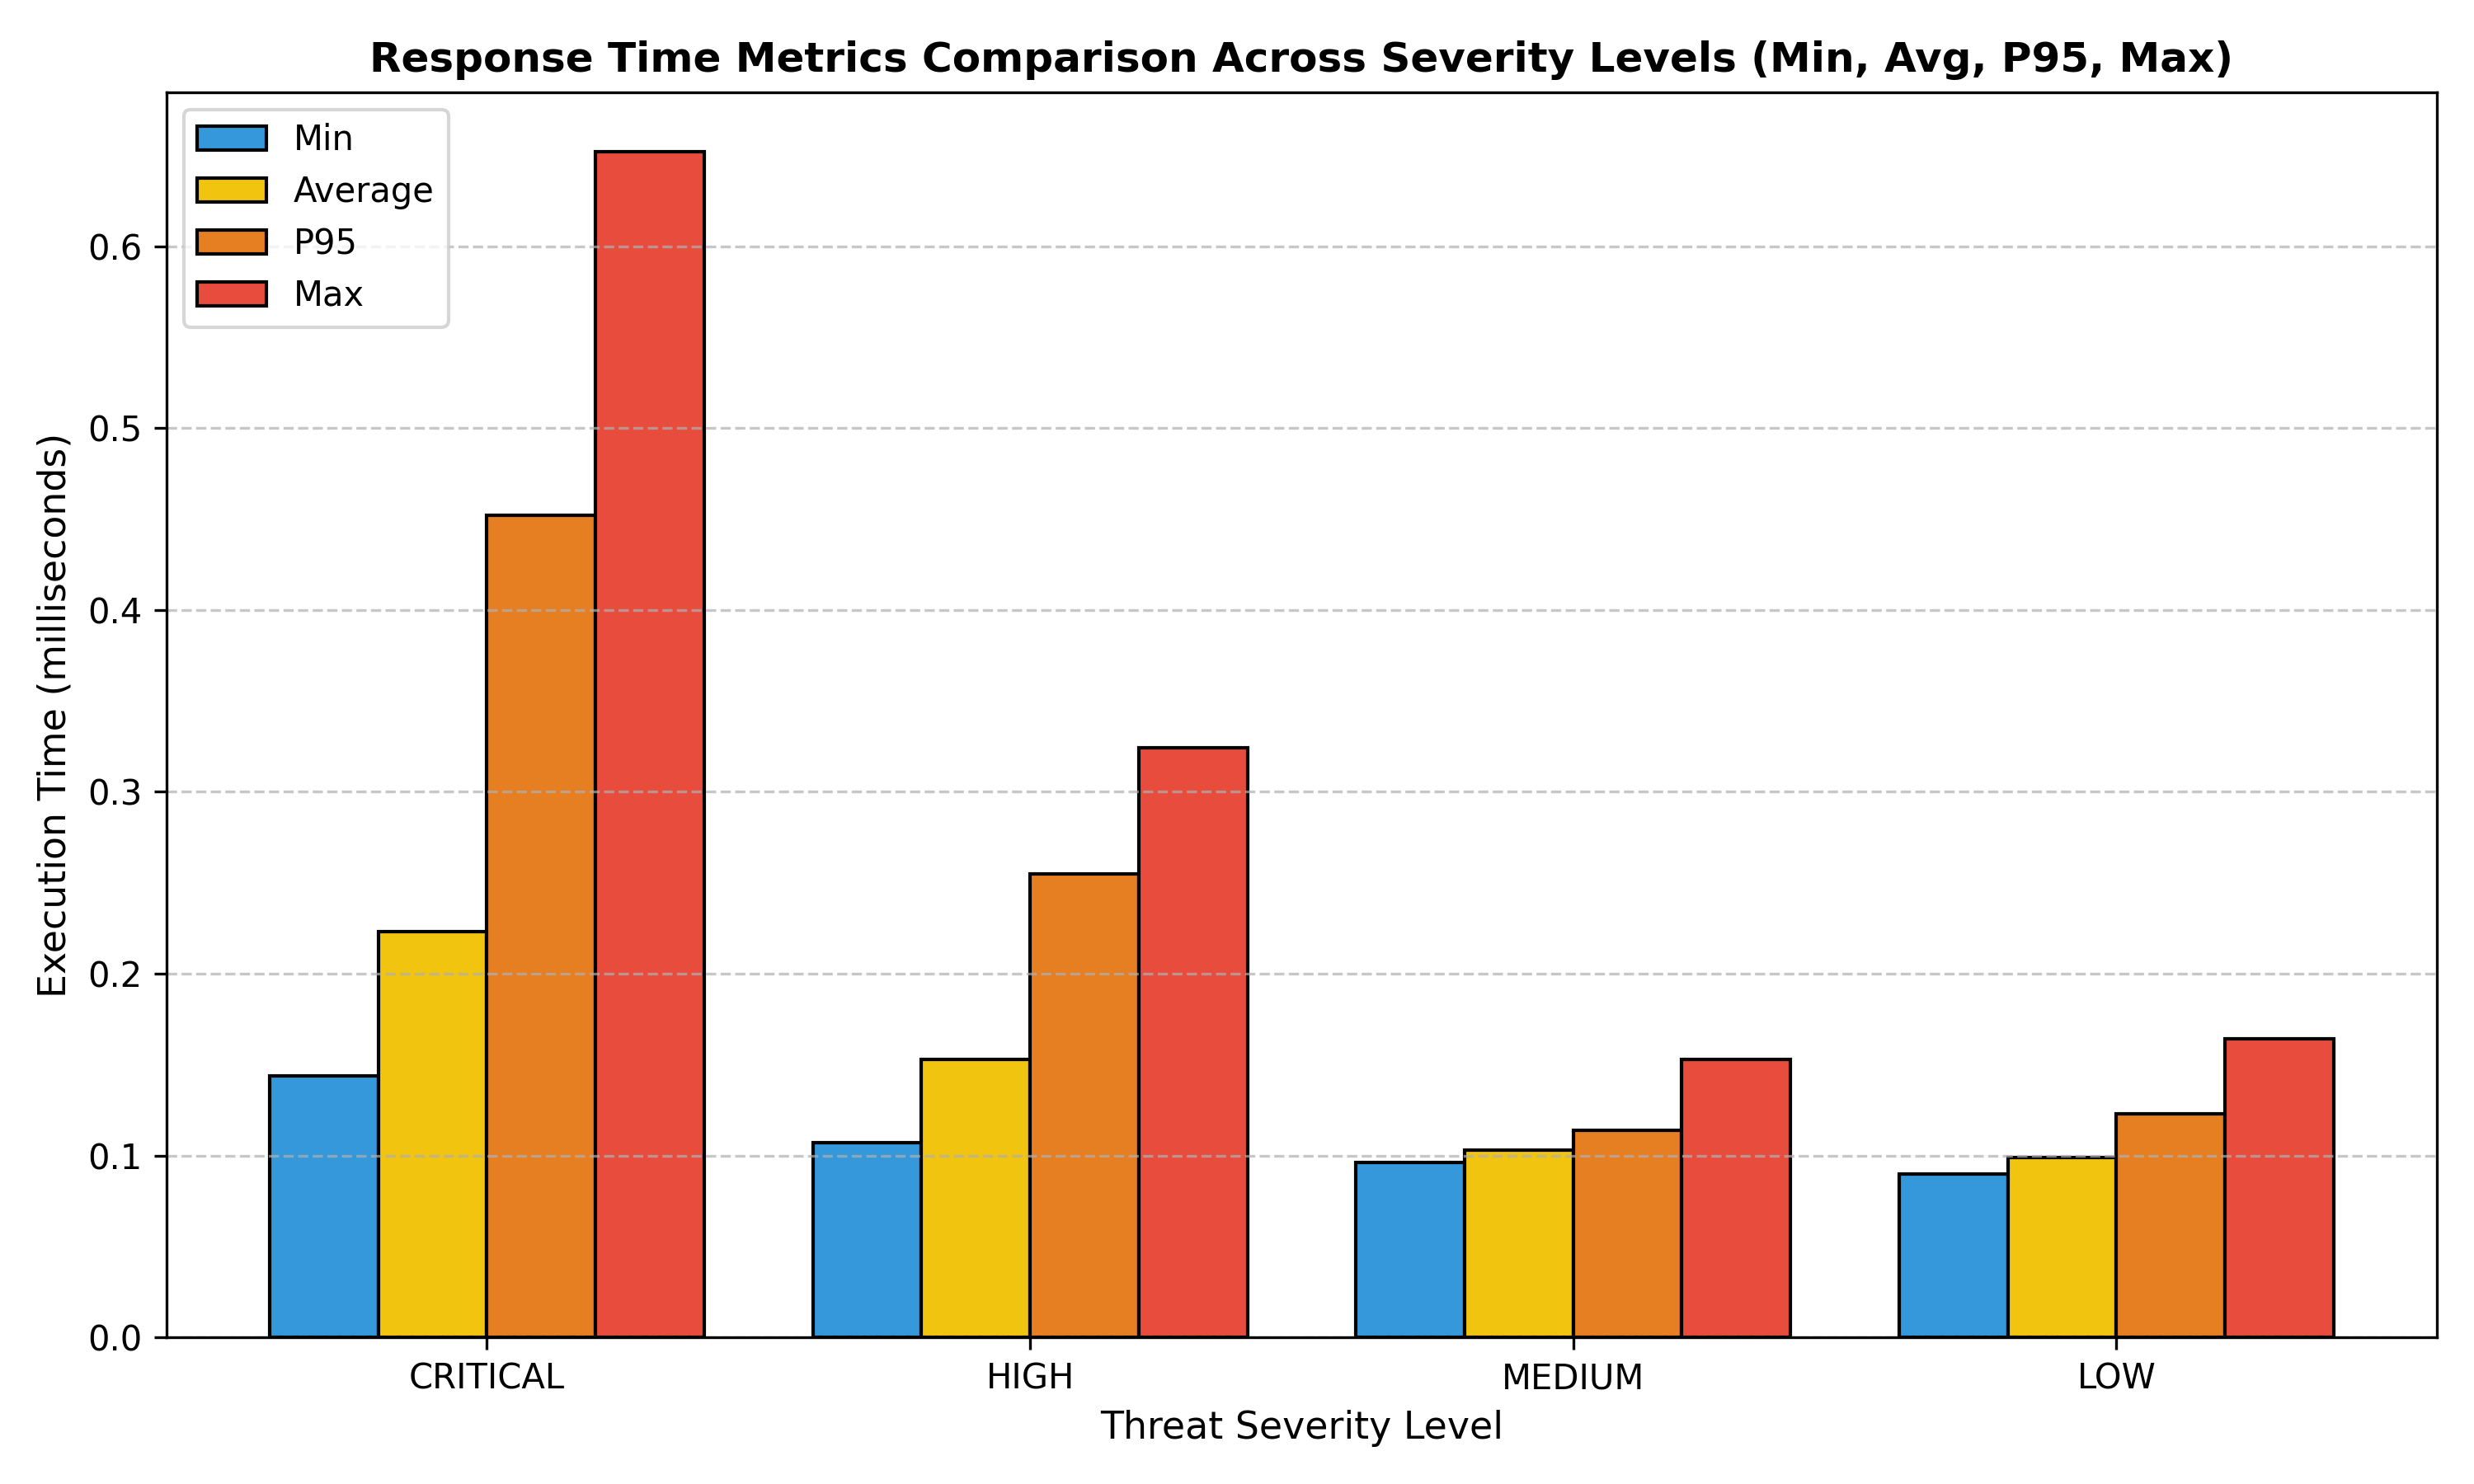 Response Time Metrics Comparison Across Severity Levels (Min, Avg, P95, Max)
Min
Average
P95
Max
Execution Time (milliseconds)
0.6
0.5
0.4
0.3
0.2
0.1
0.0
CRITICAL
HIGH
MEDIUM
LOW
Threat Severity Level